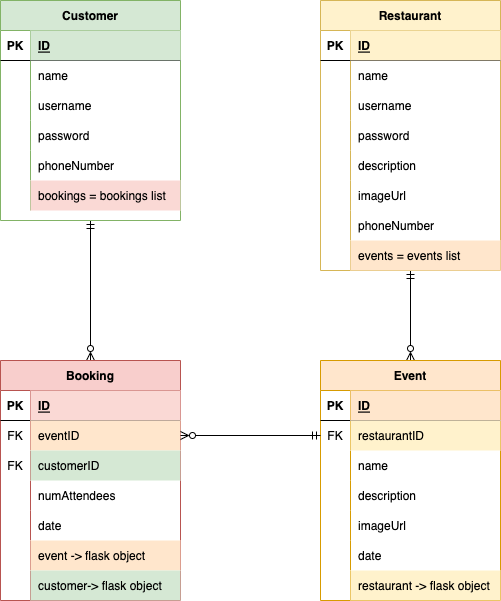 Customer
PK ID
name
username
password
phoneNumber
bookings = bookings list
Restaurant
PK ID
name
username
password
description
imageUrl
phoneNumber
events = events list
Booking
PK ID
FK eventID
FK customerID
numAttendees
date
event -> flask object
customer-> flask object
Event
PK ID
FK restaurantID
name
description
imageUrl
date
restaurant -> flask object